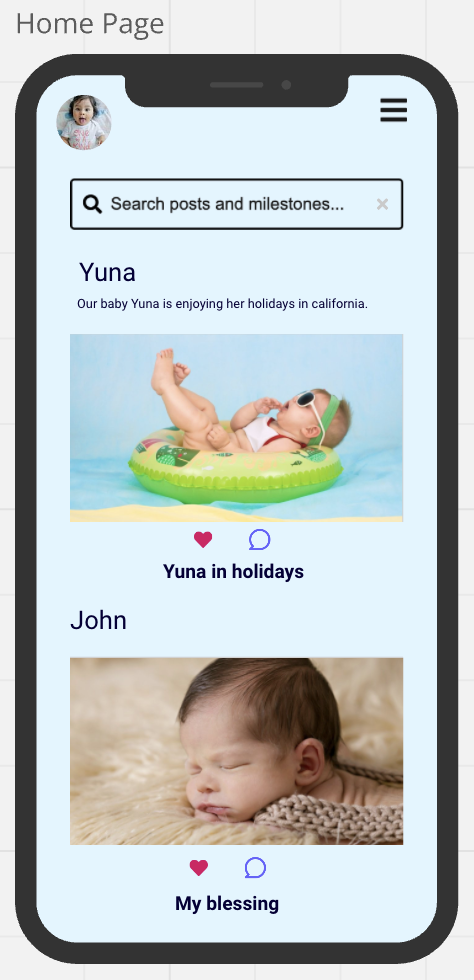 Home Page
Search posts and milestones...
Yuna
Our baby Yuna is enjoying her holidays in california.
Yuna in holidays
John
My blessing